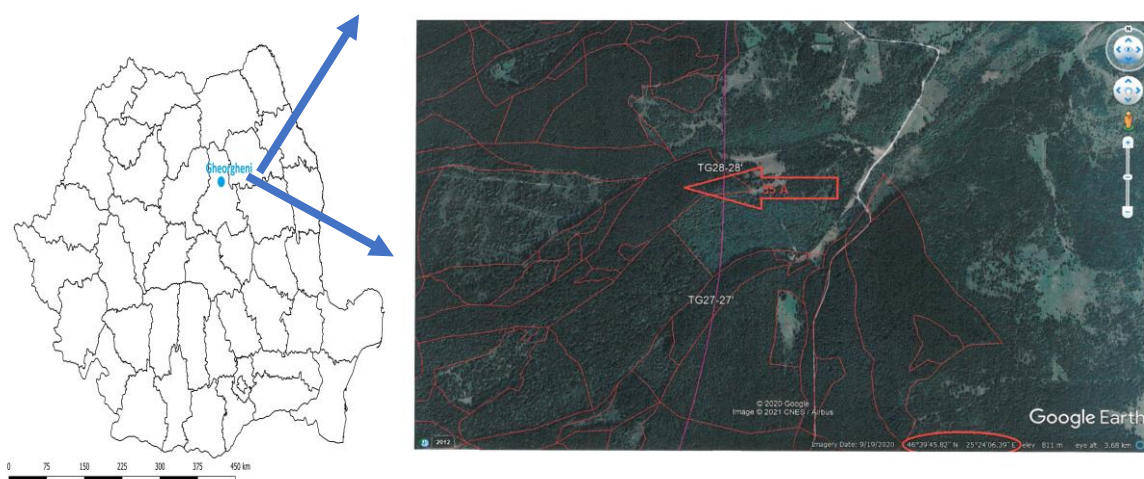 Gheorgheni
0 75 150 225 300 375 450 km
TG28-28'
35 A
TG27-27'
© 2020 Google
Image © 2021 CNES / Airbus
Google Earth
2012
Imagery Date: 9/19/2020 46°39'45.82" N 25°24'06.39" E elev 811 m eye alt 3.68 km